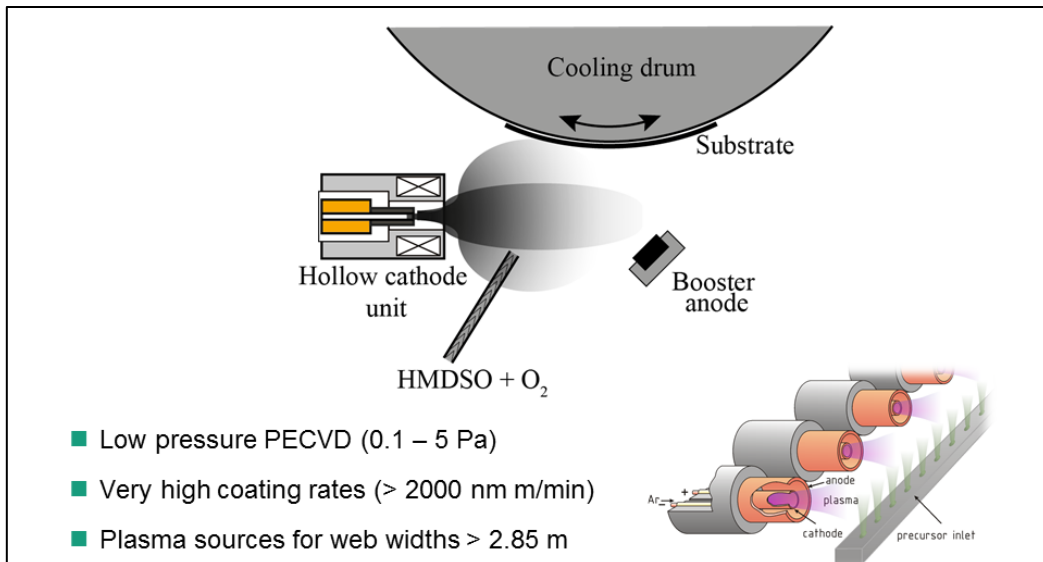 Cooling drum
Substrate
Hollow cathode
unit
Booster
anode
HMDSO + O₂
Low pressure PECVD (0.1 – 5 Pa)
Very high coating rates (> 2000 nm m/min)
Plasma sources for web widths > 2.85 m
Ar
+
−
anode
plasma
cathode
precursor inlet